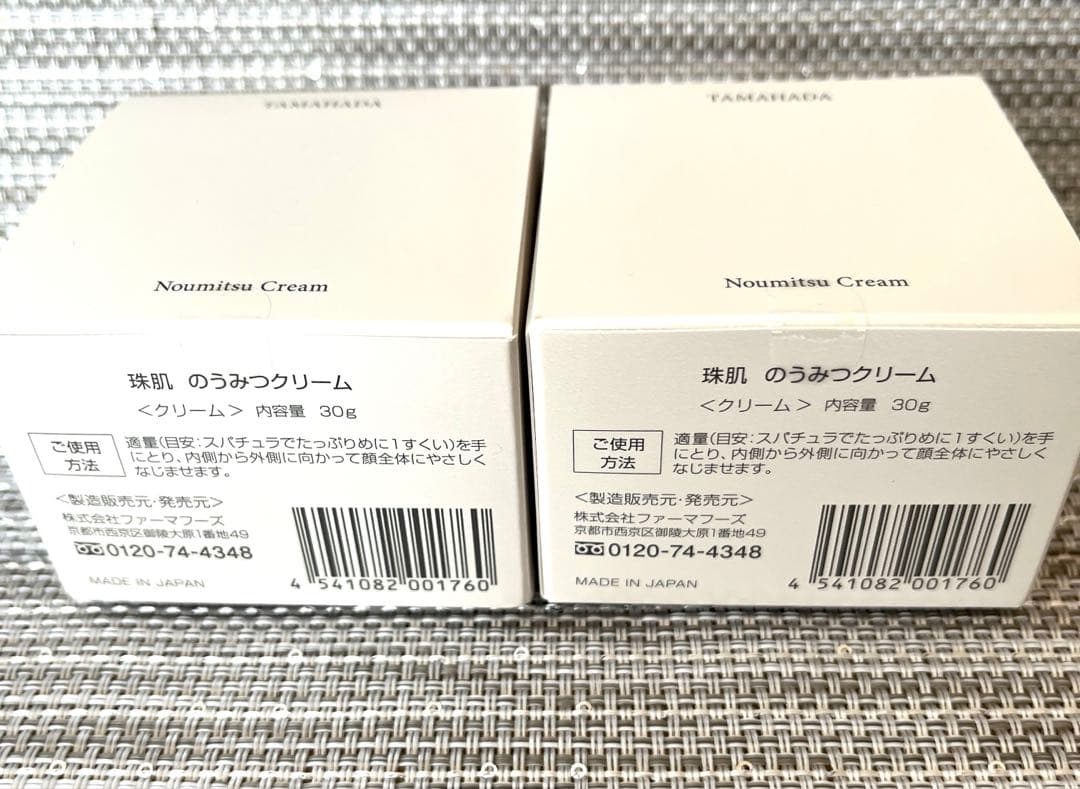 TAMAHADA
Noumitsu Cream
珠肌 のうみつクリーム
＜クリーム＞ 内容量 30g
ご使用
方法
適量(目安:スパチュラでたっぷりめに1すくい)を手
にとり、内側から外側に向かって顔全体にやさしく
なじませます。
＜製造販売元・発売元＞
株式会社ファーマフーズ
京都市西京区御陵大原1番地49
0120-74-4348
MADE IN JAPAN
4 541082 001760
TAMAHADA
Noumitsu Cream
珠肌 のうみつクリーム
＜クリーム＞ 内容量 30g
ご使用
方法
適量(目安:スパチュラでたっぷりめに1すくい)を手
にとり、内側から外側に向かって顔全体にやさしく
なじませます。
＜製造販売元・発売元＞
株式会社ファーマフーズ
京都市西京区御陵大原1番地49
0120-74-4348
MADE IN JAPAN
4 541082 001760